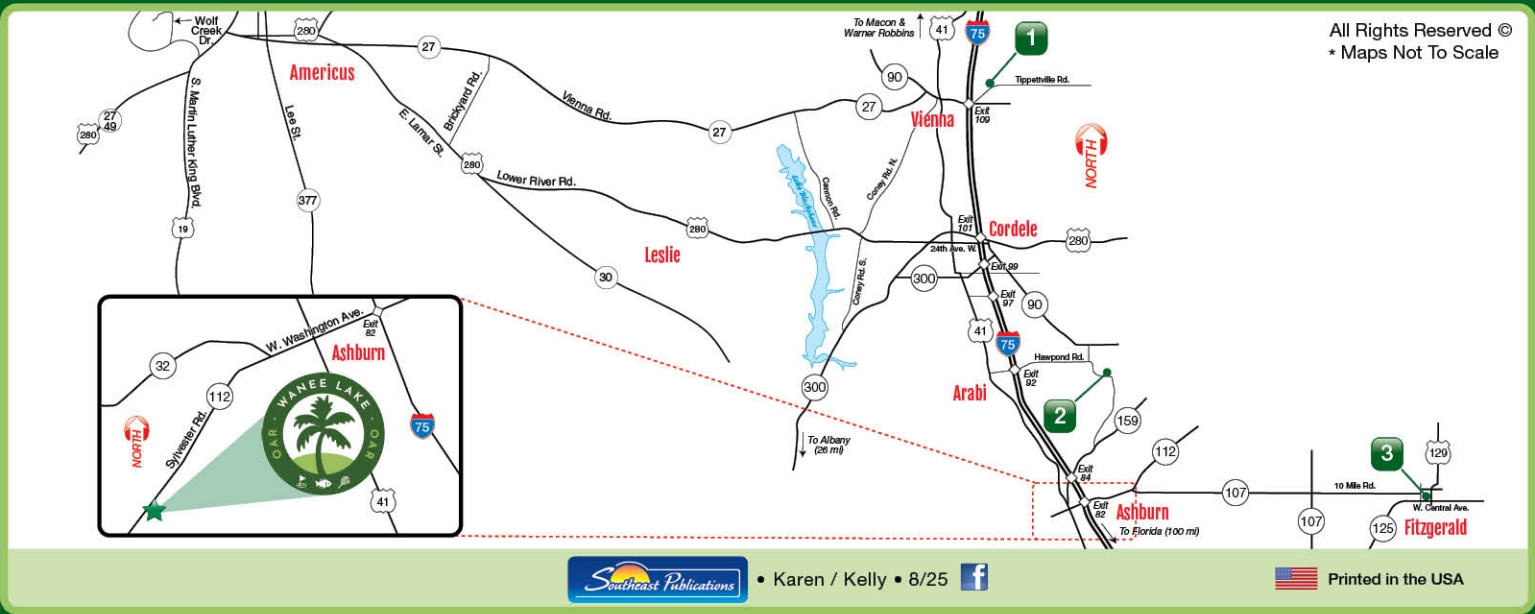 Wolf
Creek
Dr.
280
27
Americus
To Macon &
Warner Robbins
41
75
1
All Rights Reserved ©
* Maps Not To Scale
S. Martin Luther King Blvd.
Lee St.
Brickyard Rd.
E. Lamar St.
Vienna Rd.
90
27
Tippettville Rd.
Exit
109
Vienna
27
49
280
27
NORTH
280
Lower River Rd.
Lake Blackshear
Cannon Rd.
Coney Rd. N.
377
19
280
Leslie
30
Exit
101
Cordele
24th Ave. W.
280
Exit 99
300
Coney Rd. S.
Exit
97
90
41
75
Hawpond Rd.
Exit
92
Arabi
2
300
To Albany
(26 mi)
159
112
Exit
84
3
129
10 Mile Rd.
107
W. Central Ave.
Exit
82
Ashburn
To Florida (100 mi)
107
125
Fitzgerald
W. Washington Ave.
Exit
82
Ashburn
32
112
Sylvester Rd.
NORTH
OAR • WANEE LAKE • OAR
75
41
Southeast Publications
• Karen / Kelly • 8/25
f
Printed in the USA